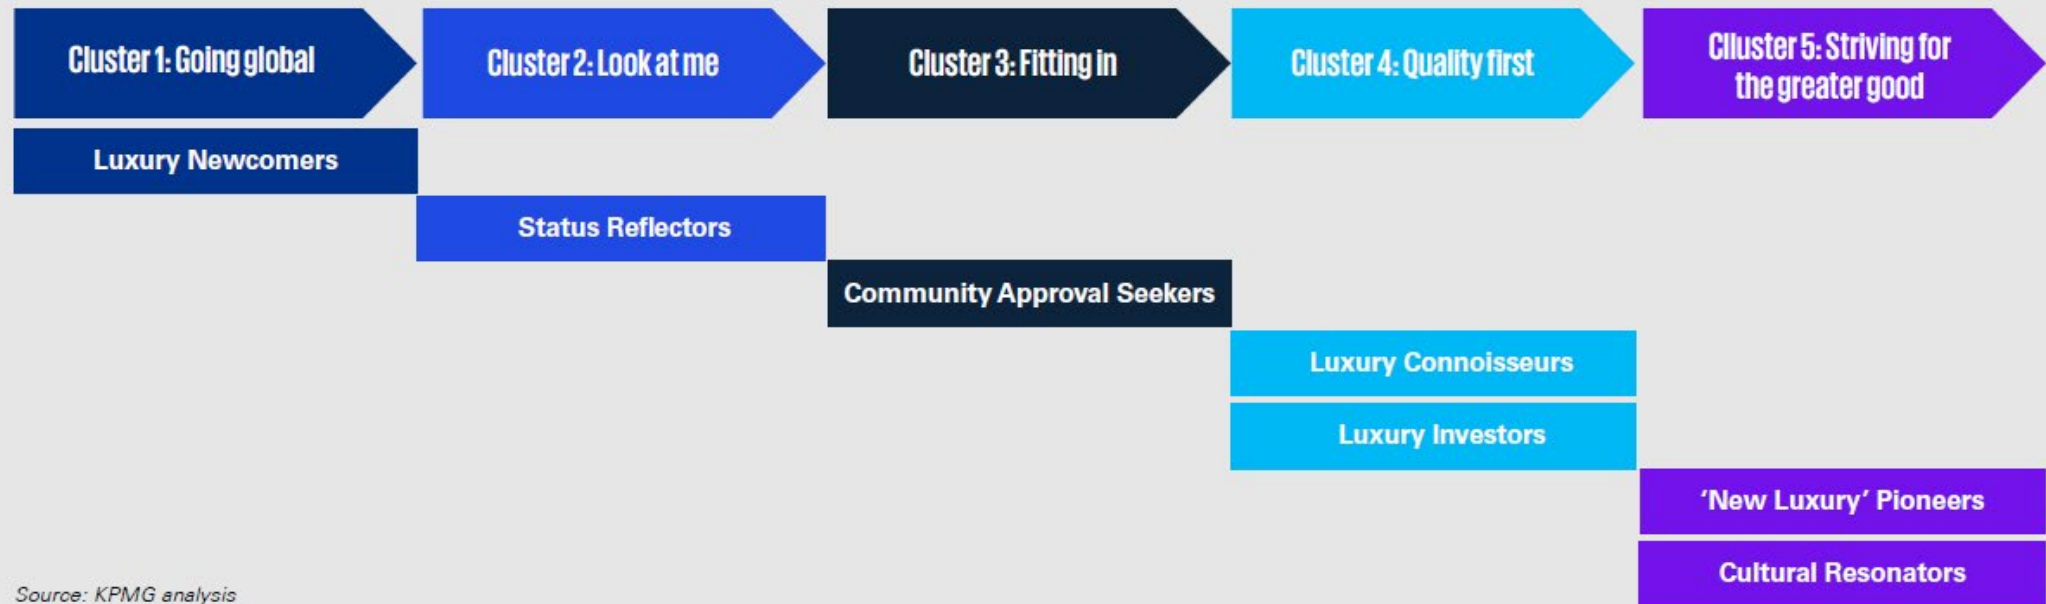 Cluster 1: Going global
Cluster 2: Look at me
Cluster 3: Fitting in
Cluster 4: Quality first
Clluster 5: Striving for
the greater good
Luxury Newcomers
Status Reflectors
Community Approval Seekers
Luxury Connoisseurs
Luxury Investors
‘New Luxury’ Pioneers
Cultural Resonators
Source: KPMG analysis